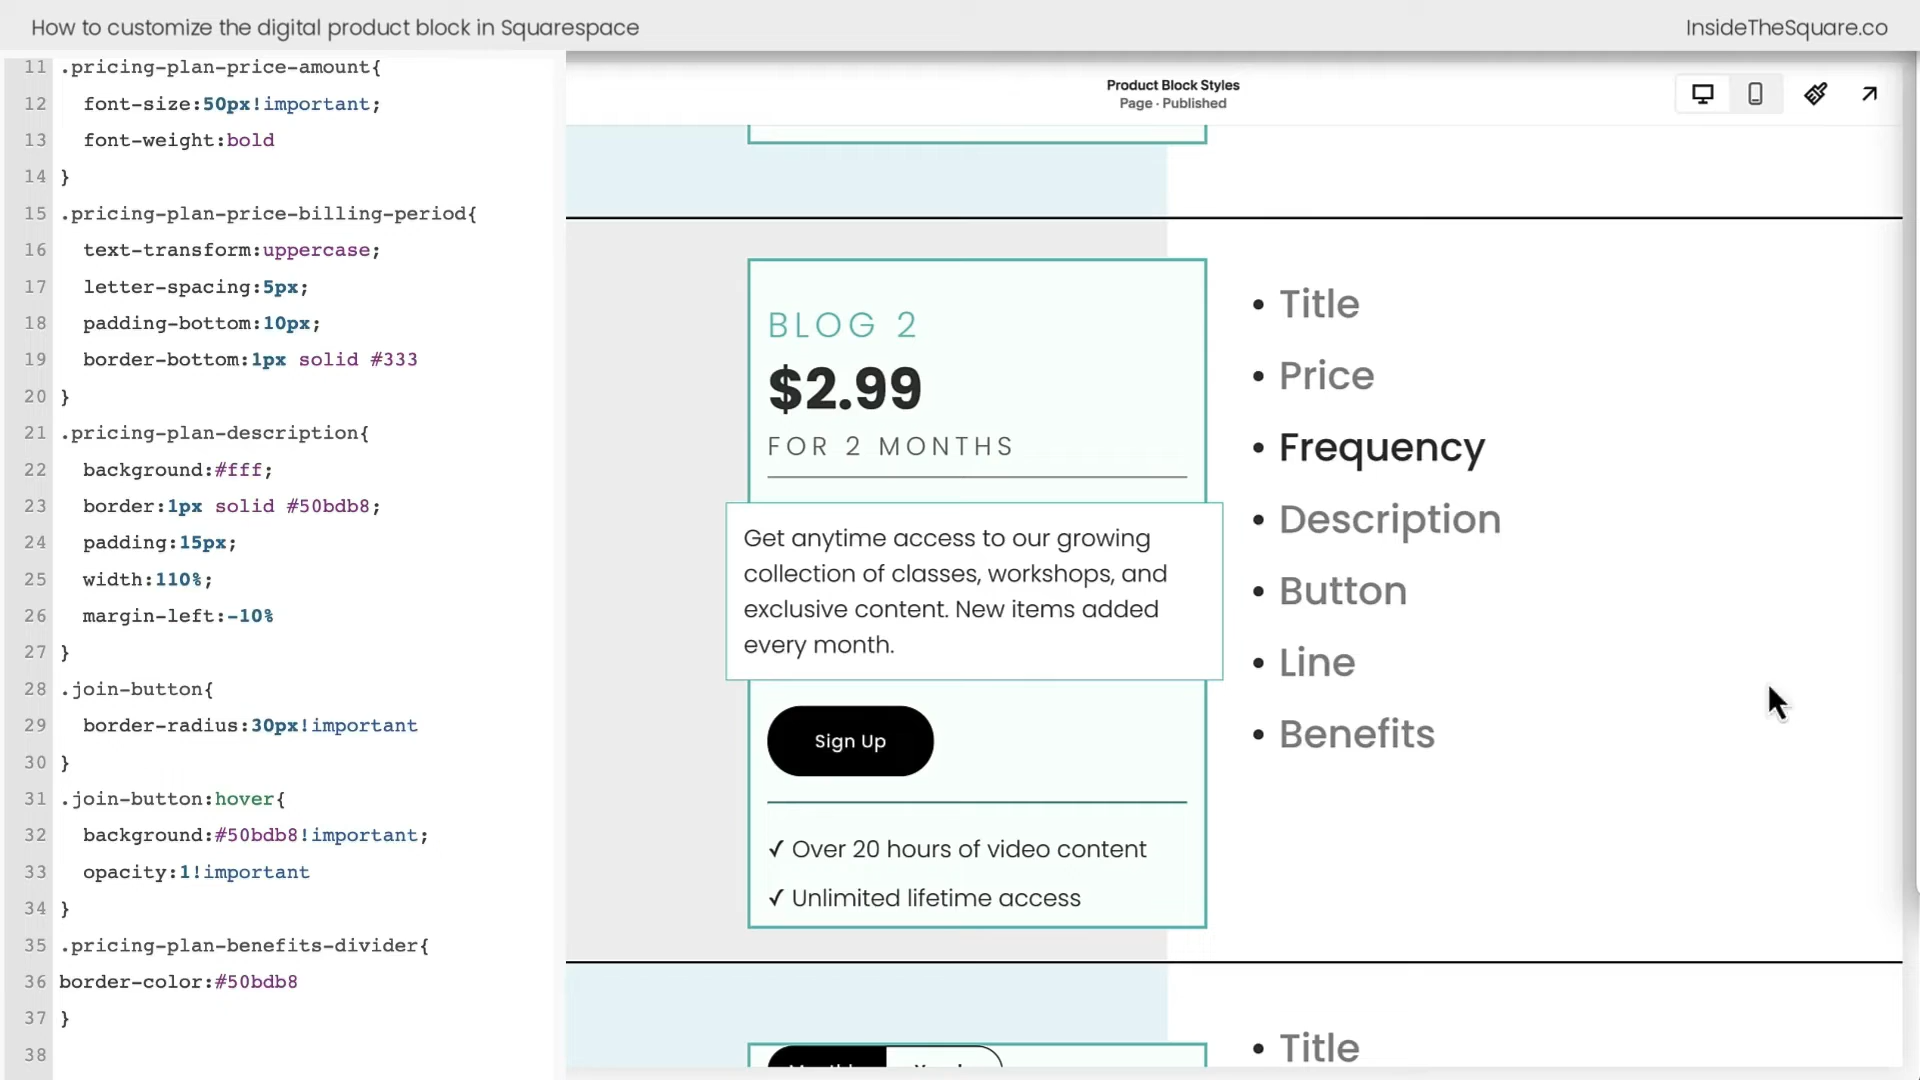 How to customize the digital product block in Squarespace
InsideTheSquare.co
11 .pricing-plan-price-amount{
12 font-size:50px!important;
13 font-weight:bold
14 }
15 .pricing-plan-price-billing-period{
16 text-transform:uppercase;
17 letter-spacing:5px;
18 padding-bottom:10px;
19 border-bottom:1px solid #333
20 }
21 .pricing-plan-description{
22 background:#fff;
23 border:1px solid #50bdb8;
24 padding:15px;
25 width:110%;
26 margin-left:-10%
27 }
28 .join-button{
29 border-radius:30px!important
30 }
31 .join-button:hover{
32 background:#50bdb8!important;
33 opacity:1!important
34 }
35 .pricing-plan-benefits-divider{
36 border-color:#50bdb8
37 }
38
Product Block Styles
Page · Published
BLOG 2
$2.99
FOR 2 MONTHS
Get anytime access to our growing
collection of classes, workshops, and
exclusive content. New items added
every month.
Sign Up
✓ Over 20 hours of video content
✓ Unlimited lifetime access
• Title
• Price
• Frequency
• Description
• Button
• Line
• Benefits
• Title